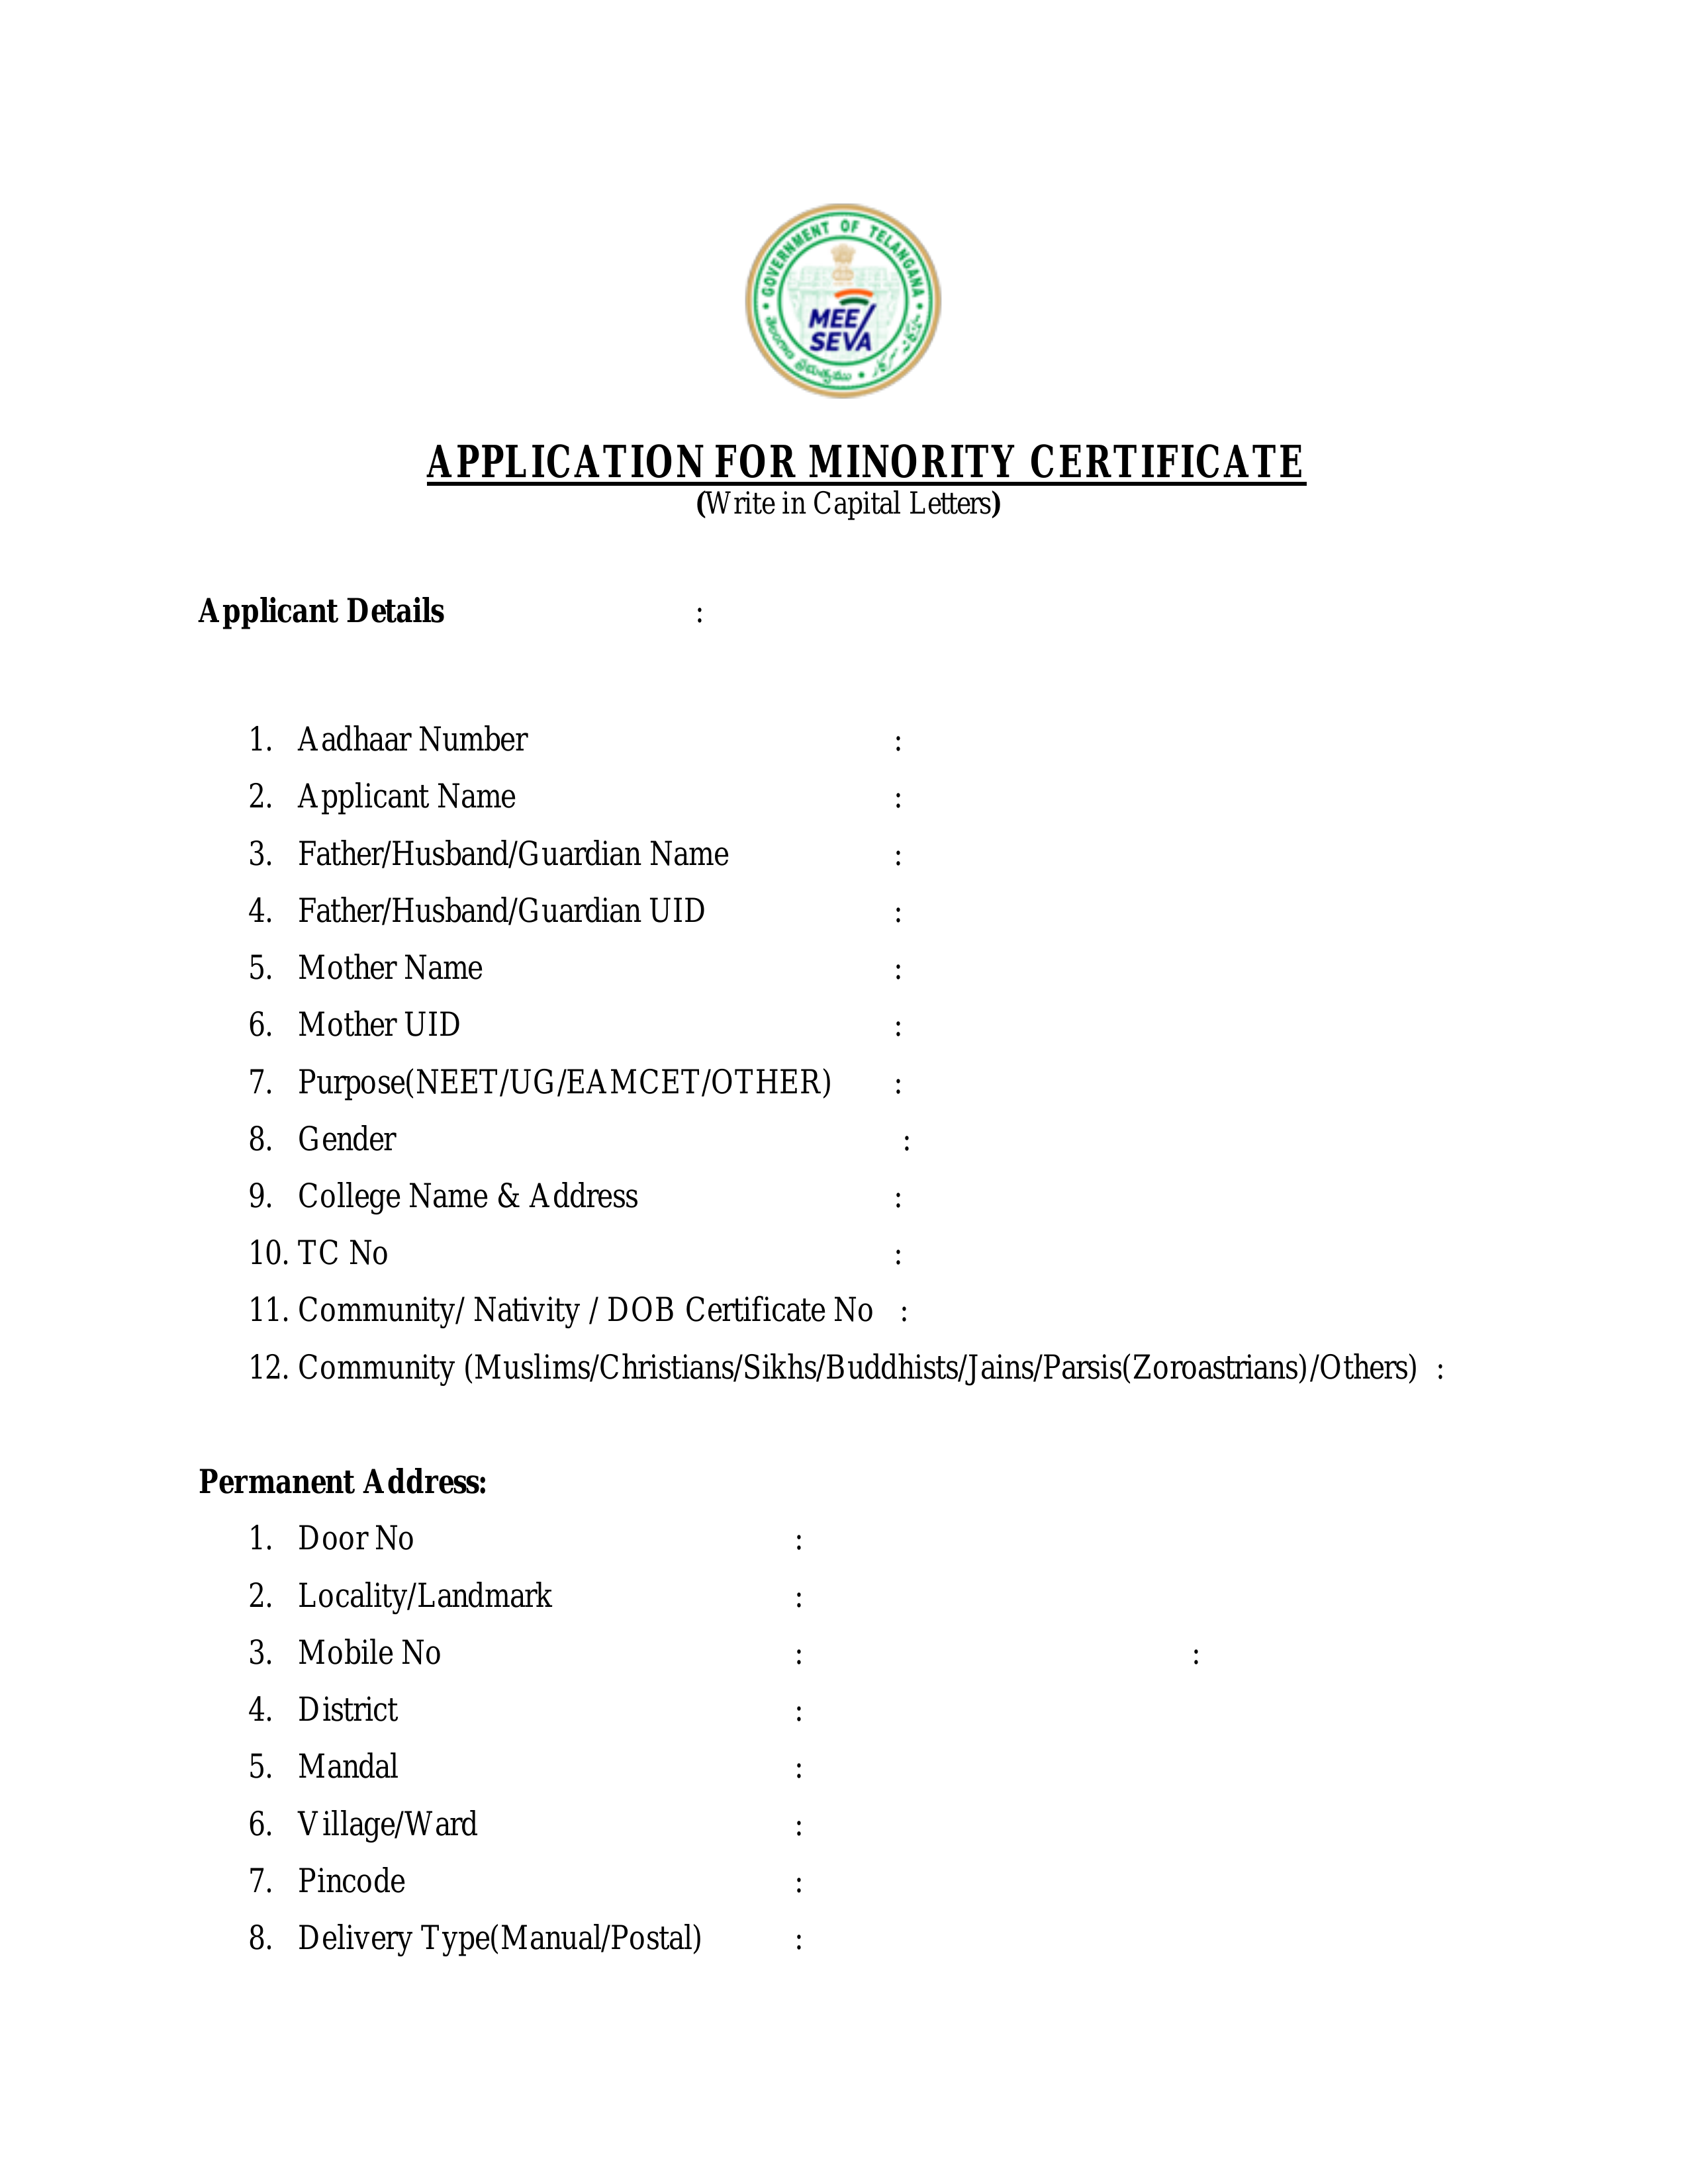 GOVERNMENT OF TELANGANA
MEE
SEVA
తెలంగాణ ప్రభుత్వము
APPLICATION FOR MINORITY CERTIFICATE
(Write in Capital Letters)
Applicant Details :
1. Aadhaar Number :
2. Applicant Name :
3. Father/Husband/Guardian Name :
4. Father/Husband/Guardian UID :
5. Mother Name :
6. Mother UID :
7. Purpose(NEET/UG/EAMCET/OTHER) :
8. Gender :
9. College Name & Address :
10. TC No :
11. Community/ Nativity / DOB Certificate No :
12. Community (Muslims/Christians/Sikhs/Buddhists/Jains/Parsis(Zoroastrians)/Others) :
Permanent Address:
1. Door No :
2. Locality/Landmark :
3. Mobile No : :
4. District :
5. Mandal :
6. Village/Ward :
7. Pincode :
8. Delivery Type(Manual/Postal) :